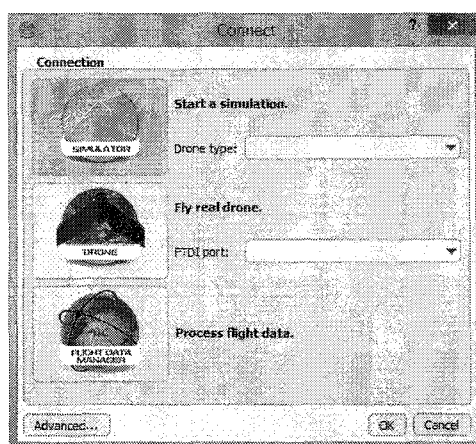 Connect
?
Connection
SIMULATOR
Start a simulation.
Drone type:
DRONE
Fly real drone.
FTDI port:
FLIGHT DATA
MANAGER
Process flight data.
Advanced...
OK
Cancel